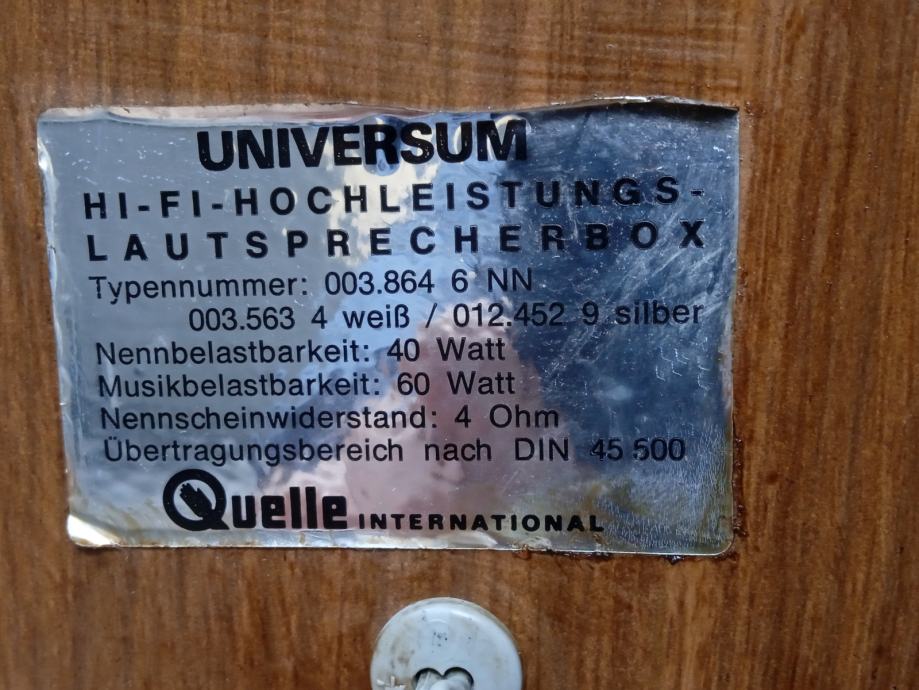 UNIVERSUM
HI-FI-HOCHLEISTUNGS-
LAUTSPRECHERBOX
Typennummer: 003.864 6 NN
003.563 4 weiß / 012.452 9 silber
Nennbelastbarkeit: 40 Watt
Musikbelastbarkeit: 60 Watt
Nennscheinwiderstand: 4 Ohm
Übertragungsbereich nach DIN 45 500
Quelle INTERNATIONAL